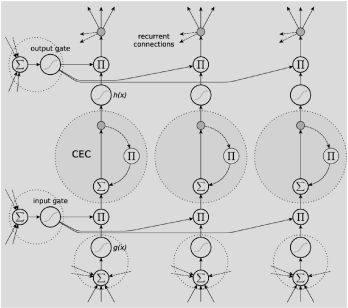 output gate
recurrent
connections
Σ Π Π Π
h(x)
CEC
Π Π Π
Σ Σ Σ
input gate
Σ Π Π Π
g(x)
Σ Σ Σ